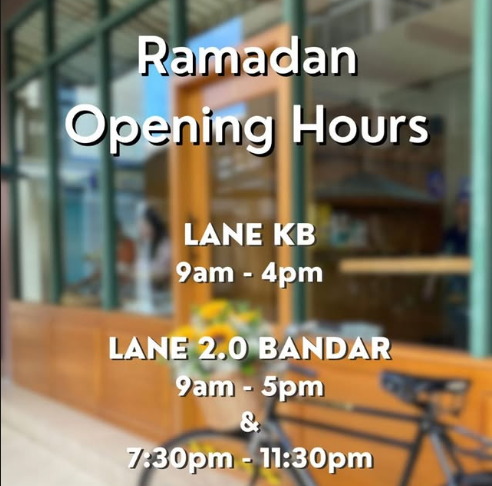 Ramadan
Opening Hours
LANE KB
9am - 4pm
LANE 2.0 BANDAR
9am - 5pm
&
7:30pm - 11:30pm